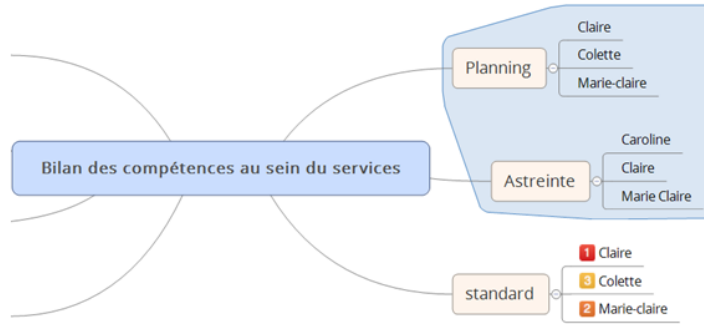 Claire
Planning
Colette
Marie-claire
Bilan des compétences au sein du services
Caroline
Astreinte
Claire
Marie Claire
1 Claire
standard
3 Colette
2 Marie-claire